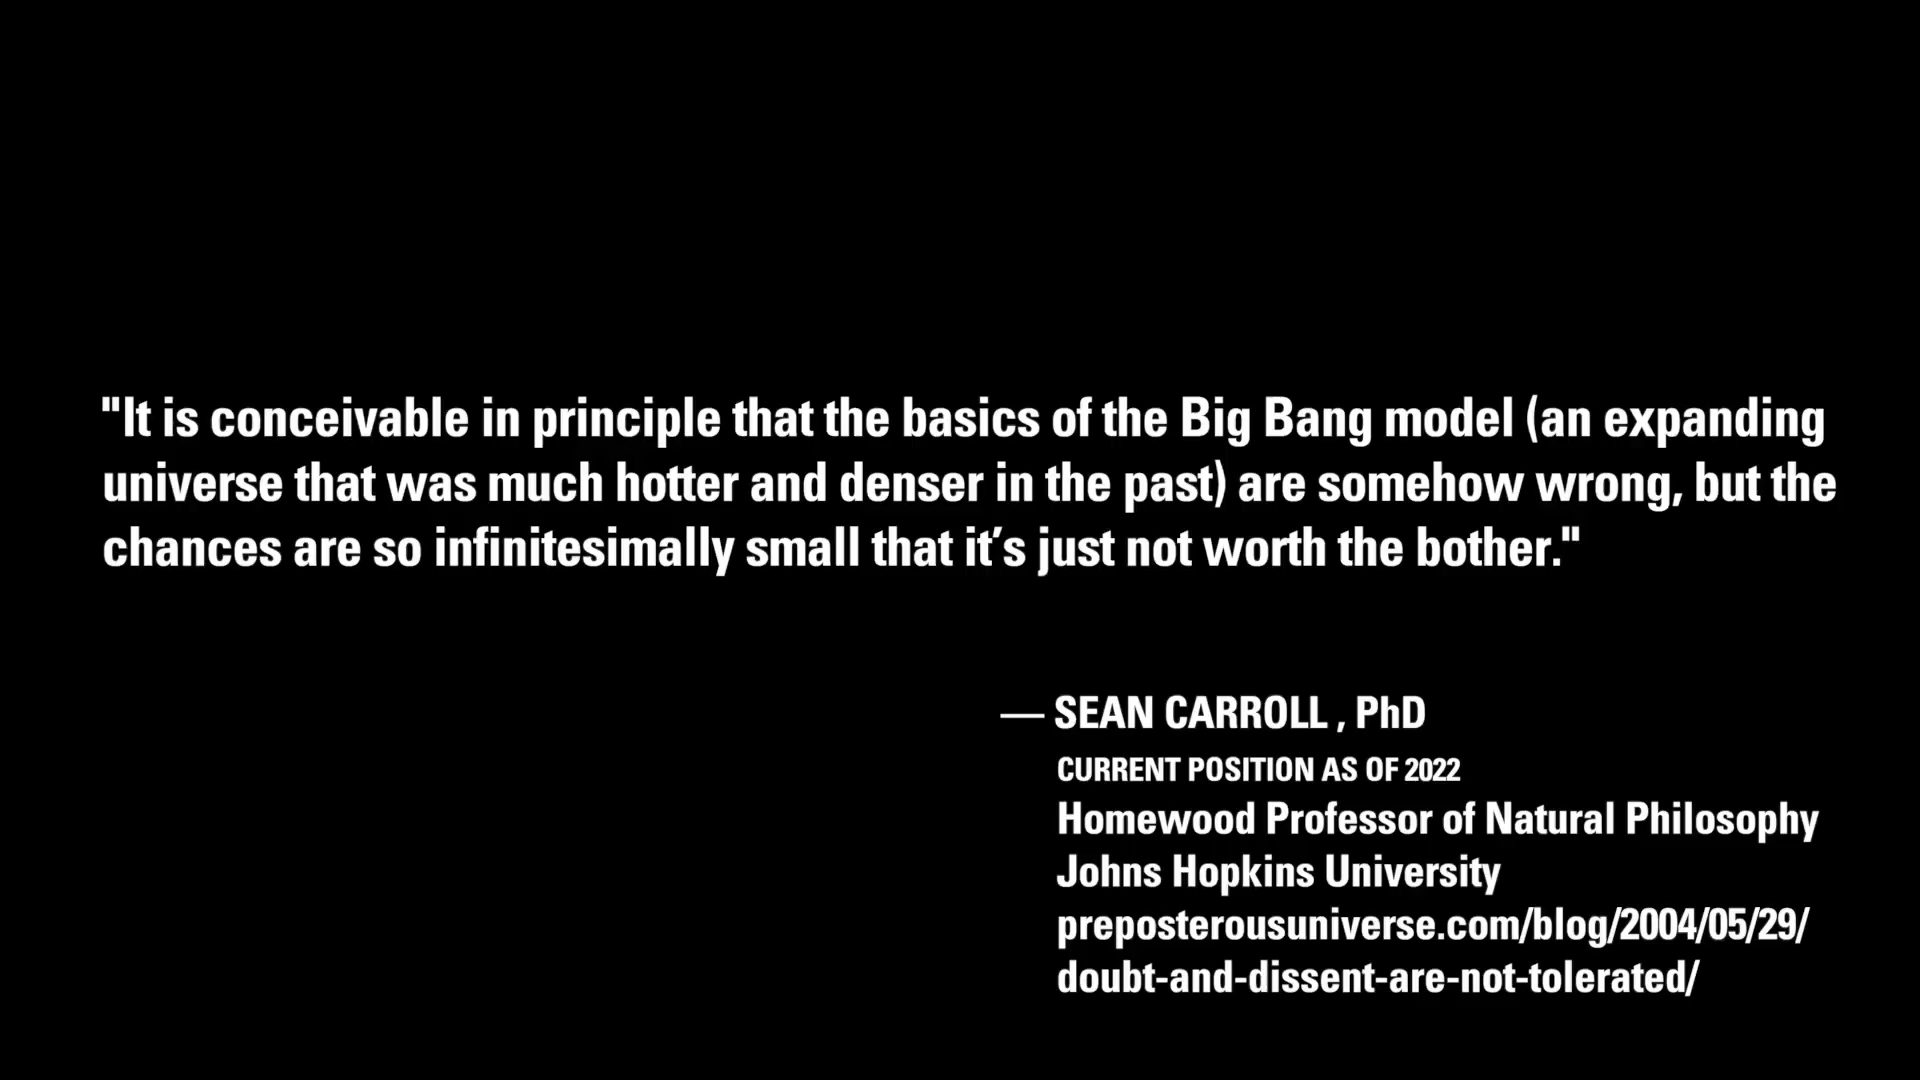 "It is conceivable in principle that the basics of the Big Bang model (an expanding
universe that was much hotter and denser in the past) are somehow wrong, but the
chances are so infinitesimally small that it’s just not worth the bother."
— SEAN CARROLL , PhD
CURRENT POSITION AS OF 2022
Homewood Professor of Natural Philosophy
Johns Hopkins University
preposterousuniverse.com/blog/2004/05/29/
doubt-and-dissent-are-not-tolerated/